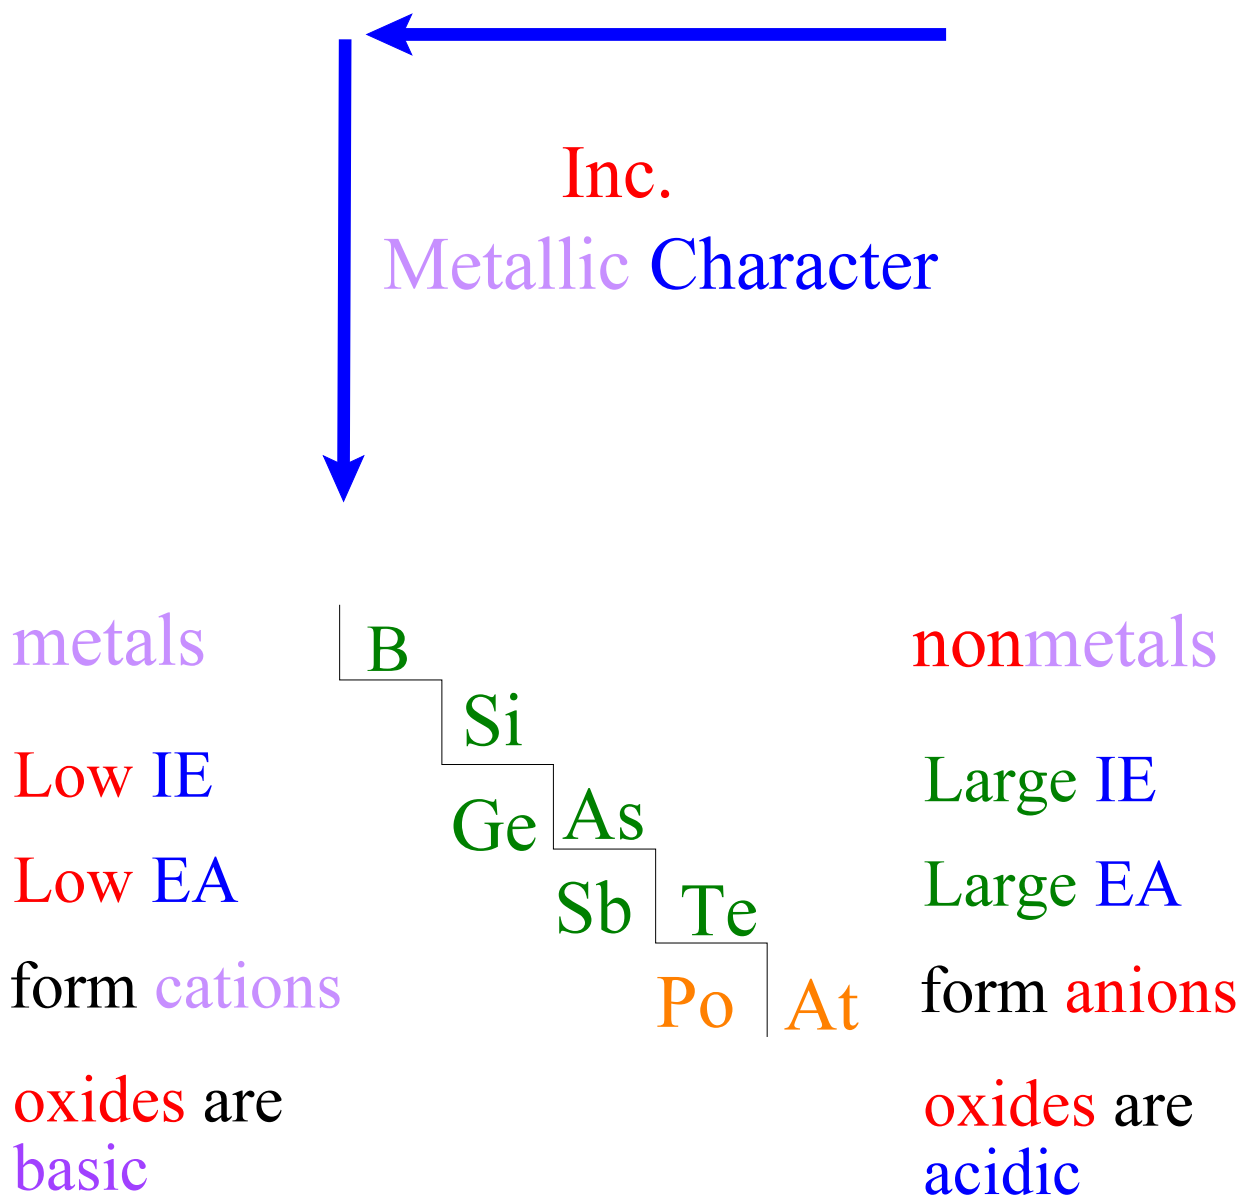 Inc.
Metallic Character
metals
B
nonmetals
Si
Low IE
Large IE
Ge As
Low EA
Large EA
Sb Te
form cations
form anions
Po At
oxides are
basic
oxides are
acidic